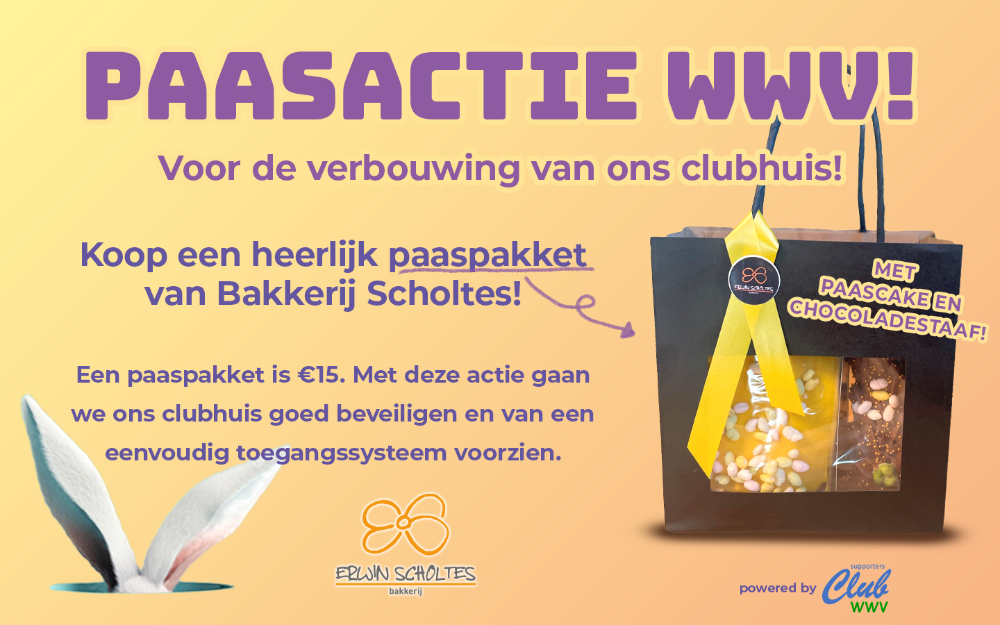 PAASACTIE WWV!
Voor de verbouwing van ons clubhuis!
Koop een heerlijk paaspakket
van Bakkerij Scholtes!
ERWIN SCHOLTES
BAKKERIJ
MET
PAASCAKE EN
CHOCOLADESTAAF!
Een paaspakket is €15. Met deze actie gaan
we ons clubhuis goed beveiligen en van een
eenvoudig toegangssysteem voorzien.
ERWIN SCHOLTES
bakkerij
powered by
supporters
Club
WWV